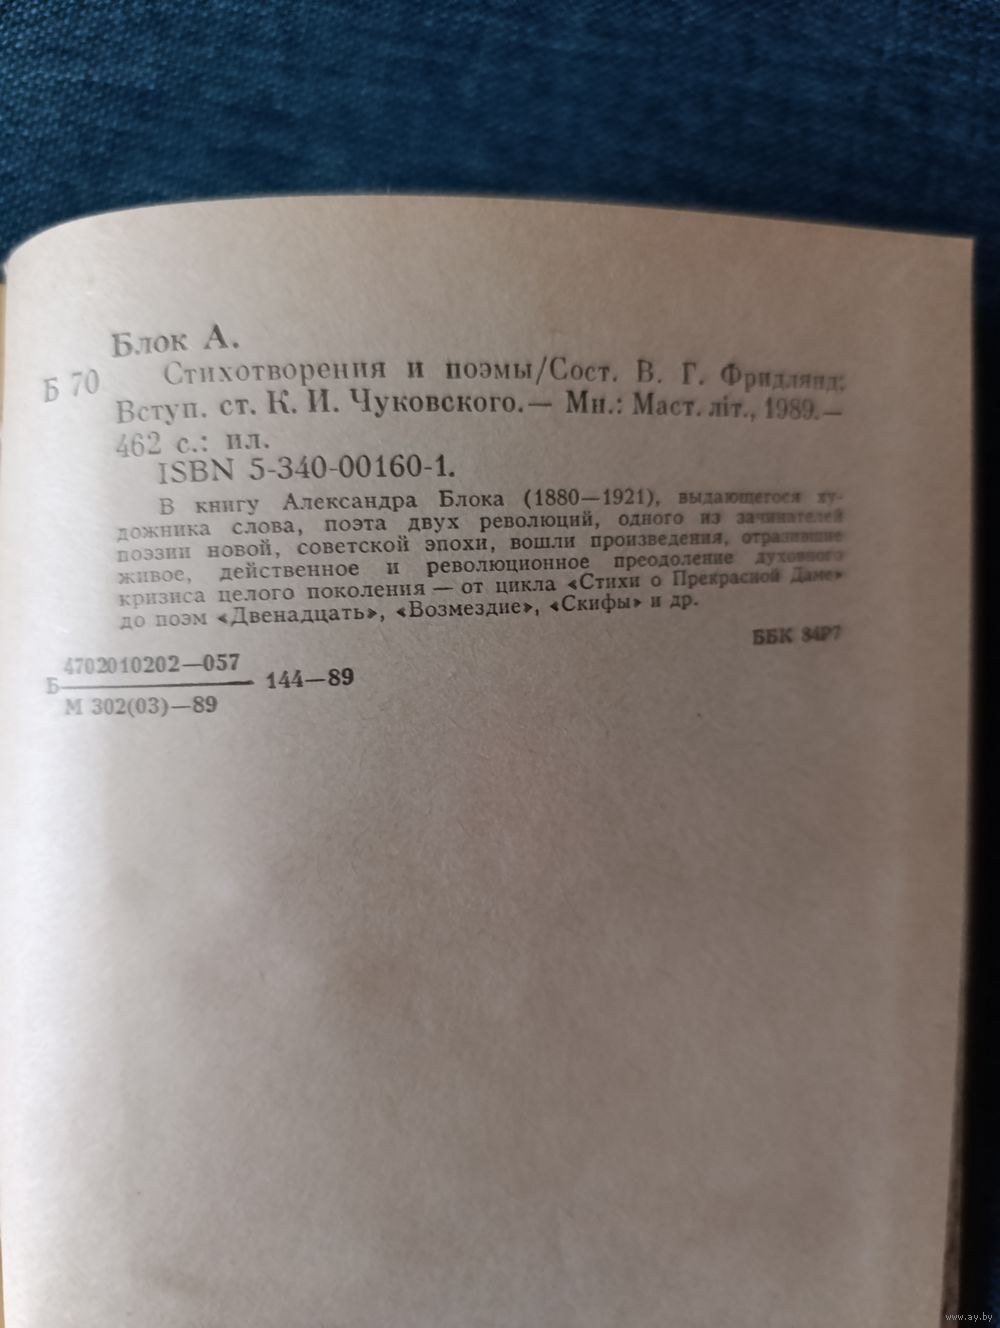 Блок А.
Б 70
Стихотворения и поэмы/Сост. В. Г. Фридлянд;
Вступ. ст. К. И. Чуковского.— Мн.: Маст. літ., 1989.—
462 с.: ил.
ISBN 5-340-00160-1.
В книгу Александра Блока (1880—1921), выдающегося ху-
дожника слова, поэта двух революций, одного из зачинателей
поэзии новой, советской эпохи, вошли произведения, отразившие
живое, действенное и революционное преодоление духовного
кризиса целого поколения — от цикла «Стихи о Прекрасной Даме»
до поэм «Двенадцать», «Возмездие», «Скифы» и др.
ББК 84Р7
4702010202—057
Б 144—89
М 302(03)—89
www.ay.by